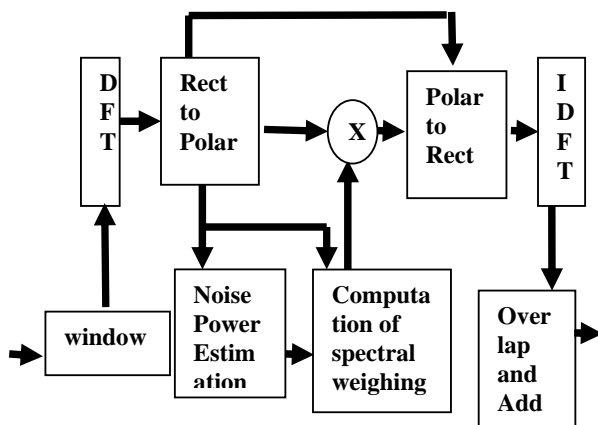 D
F
T
Rect
to
Polar
X
Polar
to
Rect
I
D
F
T
window
Noise
Power
Estim
ation
Computa
tion of
spectral
weighing
Over
lap
and
Add